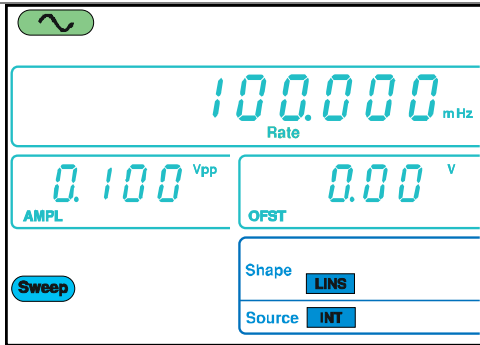 100.000 mHz
Rate
0.100 Vpp
AMPL
0.00 V
OFST
Sweep
Shape LINS
Source INT